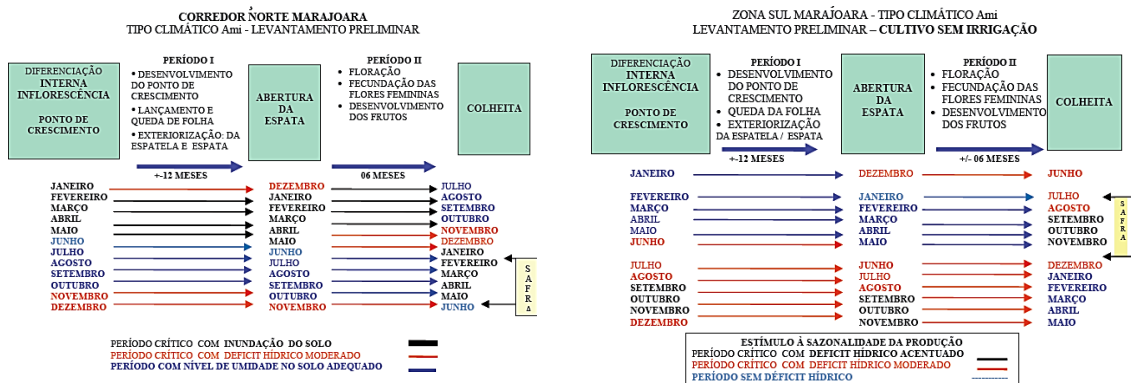 CORREDOR NORTE MARAJOARA
TIPO CLIMÁTICO Ami - LEVANTAMENTO PRELIMINAR
DIFERENCIAÇÃO
INTERNA
INFLORESCÊNCIA
PONTO DE
CRESCIMENTO
PERÍODO I
• DESENVOLVIMENTO
DO PONTO DE
CRESCIMENTO
• LANÇAMENTO E
QUEDA DE FOLHA
• EXTERIORIZAÇÃO: DA
ESPATELA E ESPATA
+-12 MESES
ABERTURA
DA
ESPATA
PERÍODO II
• FLORAÇÃO
• FECUNDAÇÃO DAS
FLORES FEMININAS
• DESENVOLVIMENTO
DOS FRUTOS
06 MESES
COLHEITA
JANEIRO DEZEMBRO JULHO
FEVEREIRO JANEIRO AGOSTO
MARÇO FEVEREIRO SETEMBRO
ABRIL MARÇO OUTUBRO
MAIO ABRIL NOVEMBRO
JUNHO MAIO DEZEMBRO
JULHO JUNHO JANEIRO
AGOSTO JULHO FEVEREIRO
SETEMBRO AGOSTO MARÇO
OUTUBRO SETEMBRO ABRIL
NOVEMBRO OUTUBRO MAIO
DEZEMBRO NOVEMBRO JUNHO
SAFRA
PERÍODO CRÍTICO COM INUNDAÇÃO DO SOLO
PERÍODO CRÍTICO COM DEFICIT HÍDRICO MODERADO
PERÍODO COM NÍVEL DE UMIDADE NO SOLO ADEQUADO
ZONA SUL MARAJOARA - TIPO CLIMÁTICO Ami
LEVANTAMENTO PRELIMINAR – CULTIVO SEM IRRIGAÇÃO
DIFERENCIAÇÃO
INTERNA
INFLORESCÊNCIA
PONTO DE
CRESCIMENTO
PERÍODO I
• DESENVOLVIMENTO
DO PONTO DE
CRESCIMENTO
• QUEDA DA FOLHA
• EXTERIORIZAÇÃO
DA ESPATELA / ESPATA
+-12 MESES
ABERTURA
DA
ESPATA
PERÍODO II
• FLORAÇÃO
• FECUNDAÇÃO DAS
FLORES FEMININAS
• DESENVOLVIMENTO
DOS FRUTOS
+/- 06 MESES
COLHEITA
JANEIRO DEZEMBRO JUNHO
FEVEREIRO JANEIRO JULHO
MARÇO FEVEREIRO AGOSTO
ABRIL MARÇO SETEMBRO
MAIO ABRIL OUTUBRO
JUNHO MAIO NOVEMBRO
JULHO JUNHO DEZEMBRO
AGOSTO JULHO JANEIRO
SETEMBRO AGOSTO FEVEREIRO
OUTUBRO SETEMBRO MARÇO
NOVEMBRO OUTUBRO ABRIL
DEZEMBRO NOVEMBRO MAIO
SAFRA
ESTÍMULO À SAZONALIDADE DA PRODUÇÃO
PERÍODO CRÍTICO COM DEFICIT HÍDRICO ACENTUADO
PERÍODO CRÍTICO COM DEFICIT HÍDRICO MODERADO
PERÍODO SEM DÉFICIT HÍDRICO